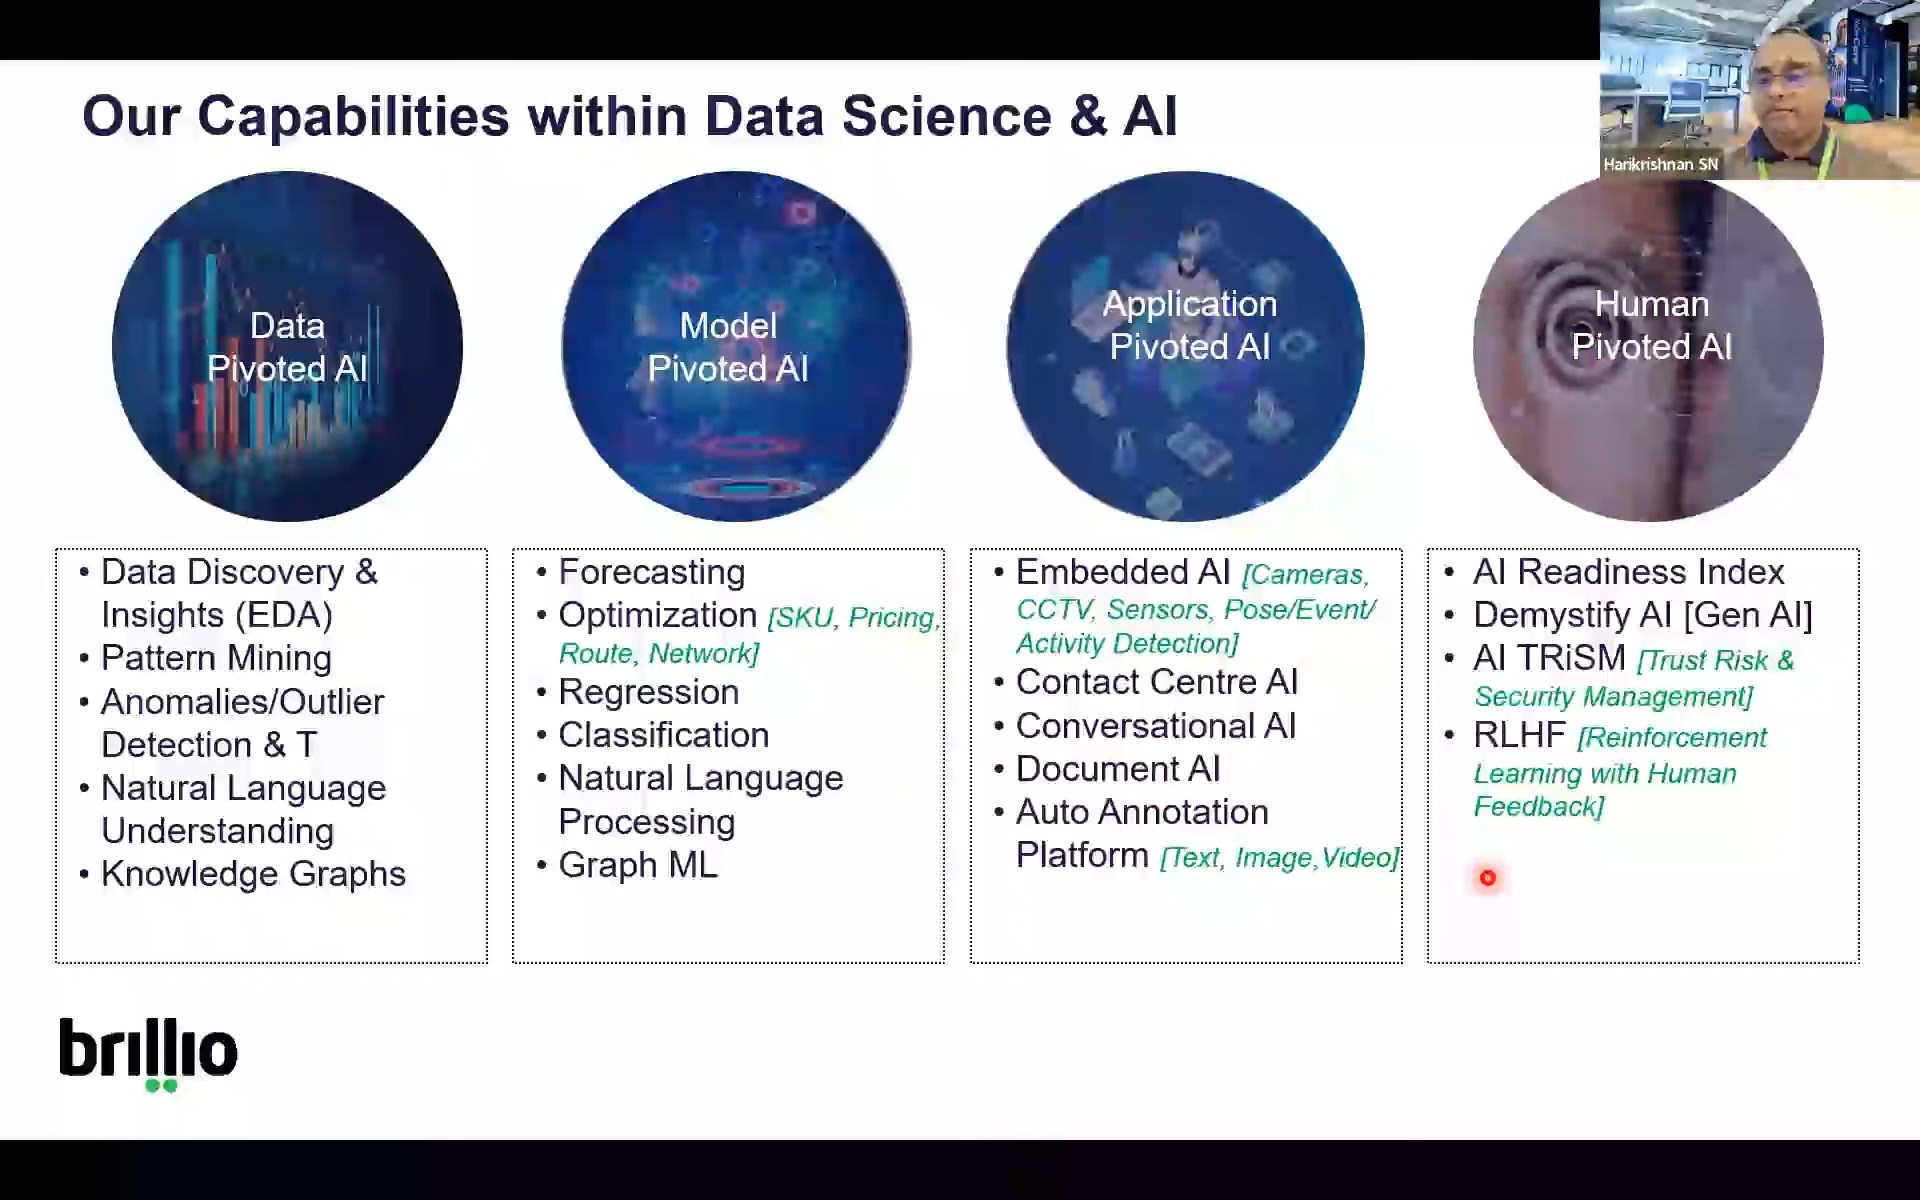 Our Capabilities within Data Science & AI
Harikrishnan SN
Data
Pivoted AI
Model
Pivoted AI
Application
Pivoted AI
Human
Pivoted AI
• Data Discovery &
Insights (EDA)
• Pattern Mining
• Anomalies/Outlier
Detection & T
• Natural Language
Understanding
• Knowledge Graphs
• Forecasting
• Optimization [SKU, Pricing,
Route, Network]
• Regression
• Classification
• Natural Language
Processing
• Graph ML
• Embedded AI [Cameras,
CCTV, Sensors, Pose/Event/
Activity Detection]
• Contact Centre AI
• Conversational AI
• Document AI
• Auto Annotation
Platform [Text, Image,Video]
• AI Readiness Index
• Demystify AI [Gen AI]
• AI TRiSM [Trust Risk &
Security Management]
• RLHF [Reinforcement
Learning with Human
Feedback]
brillio